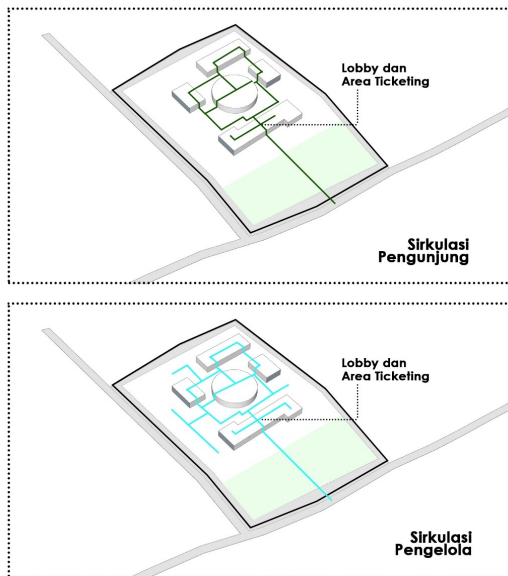 Lobby dan
Area Ticketing
Sirkulasi
Pengunjung
Lobby dan
Area Ticketing
Sirkulasi
Pengelola